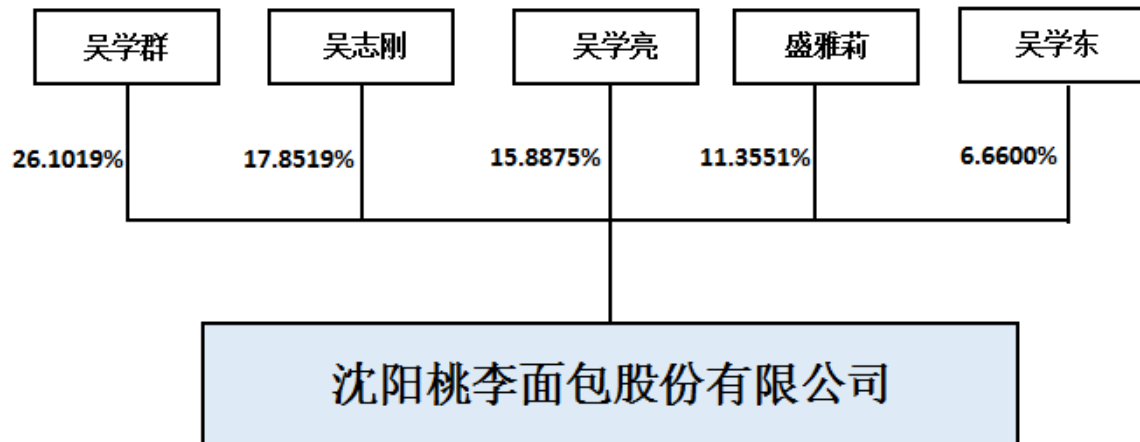 吴学群 吴志刚 吴学亮 盛雅莉 吴学东
26.1019% 17.8519% 15.8875% 11.3551% 6.6600%
沈阳桃李面包股份有限公司